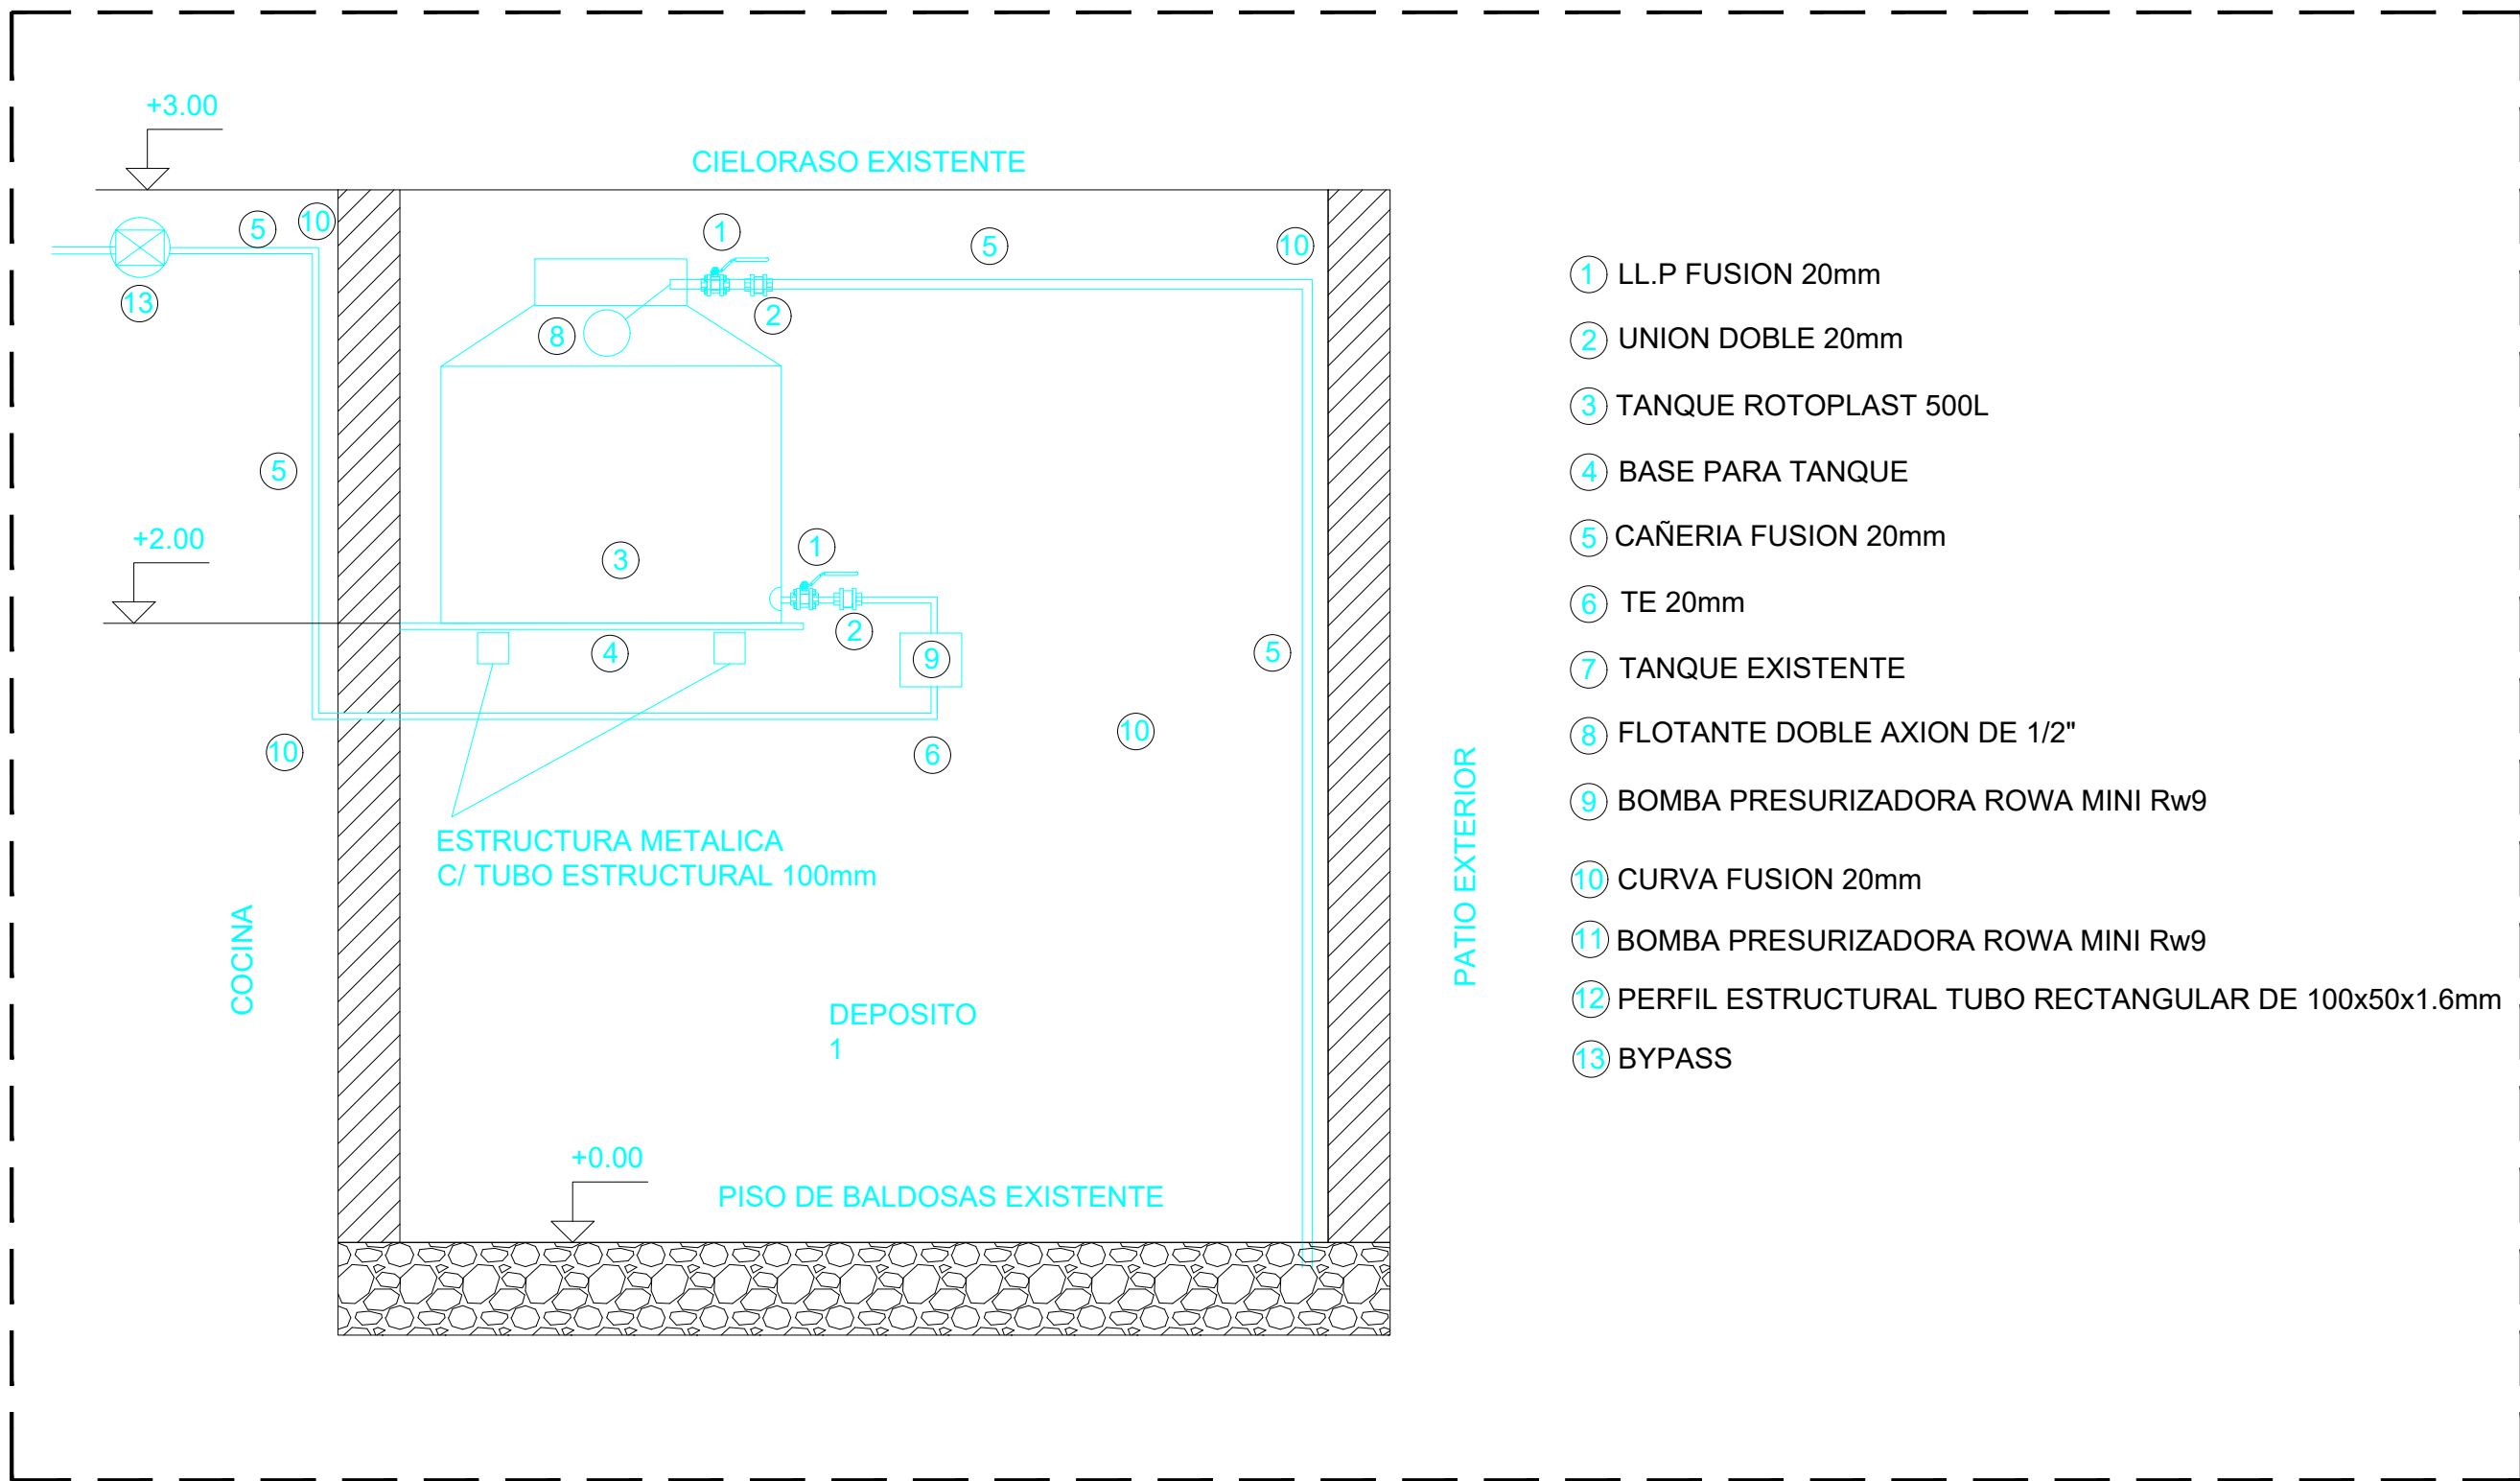 +3.00
CIELORASO EXISTENTE
5
10
1
5
10
13
8
2
5
+2.00
3
1
2
4
9
5
10
10
6
ESTRUCTURA METALICA
C/ TUBO ESTRUCTURAL 100mm
COCINA
PATIO EXTERIOR
DEPOSITO
1
+0.00
PISO DE BALDOSAS EXISTENTE
1 LL.P FUSION 20mm
2 UNION DOBLE 20mm
3 TANQUE ROTOPLAST 500L
4 BASE PARA TANQUE
5 CAÑERIA FUSION 20mm
6 TE 20mm
7 TANQUE EXISTENTE
8 FLOTANTE DOBLE AXION DE 1/2"
9 BOMBA PRESURIZADORA ROWA MINI Rw9
10 CURVA FUSION 20mm
11 BOMBA PRESURIZADORA ROWA MINI Rw9
12 PERFIL ESTRUCTURAL TUBO RECTANGULAR DE 100x50x1.6mm
13 BYPASS